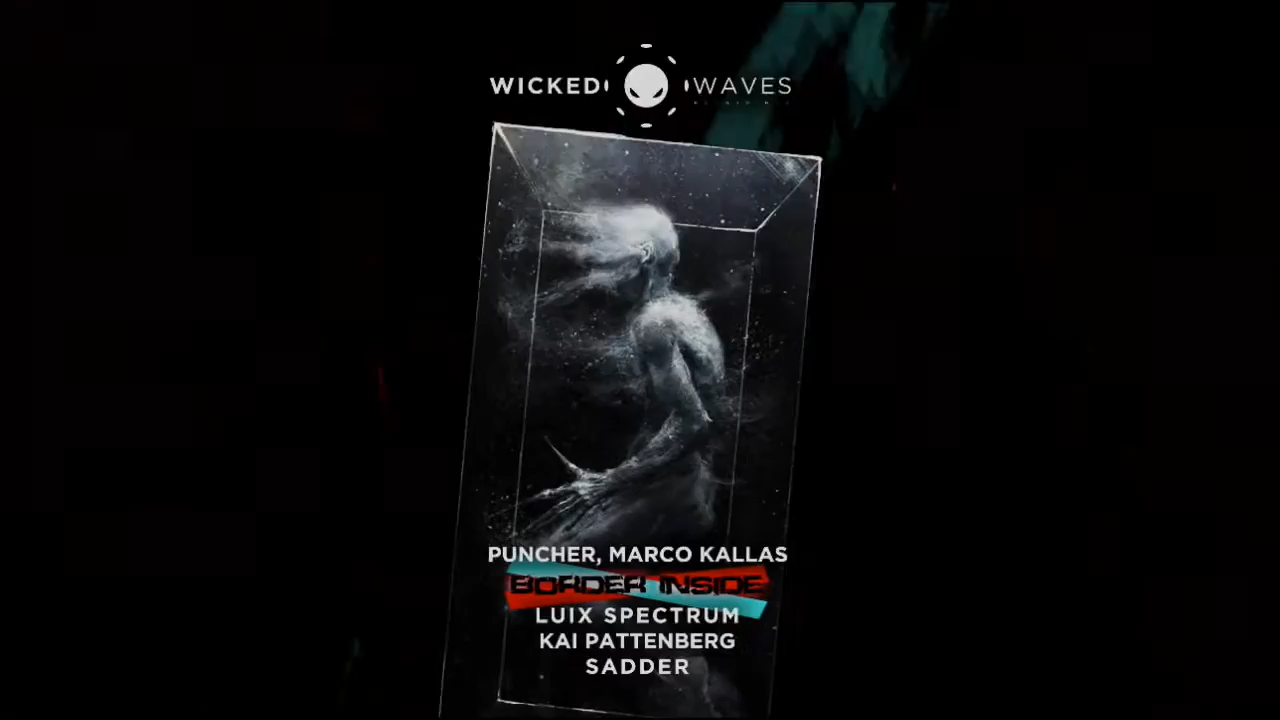 WICKED WAVES
PUNCHER, MARCO KALLAS
BORDER INSIDE
LUIX SPECTRUM
KAI PATTENBERG
SADDER